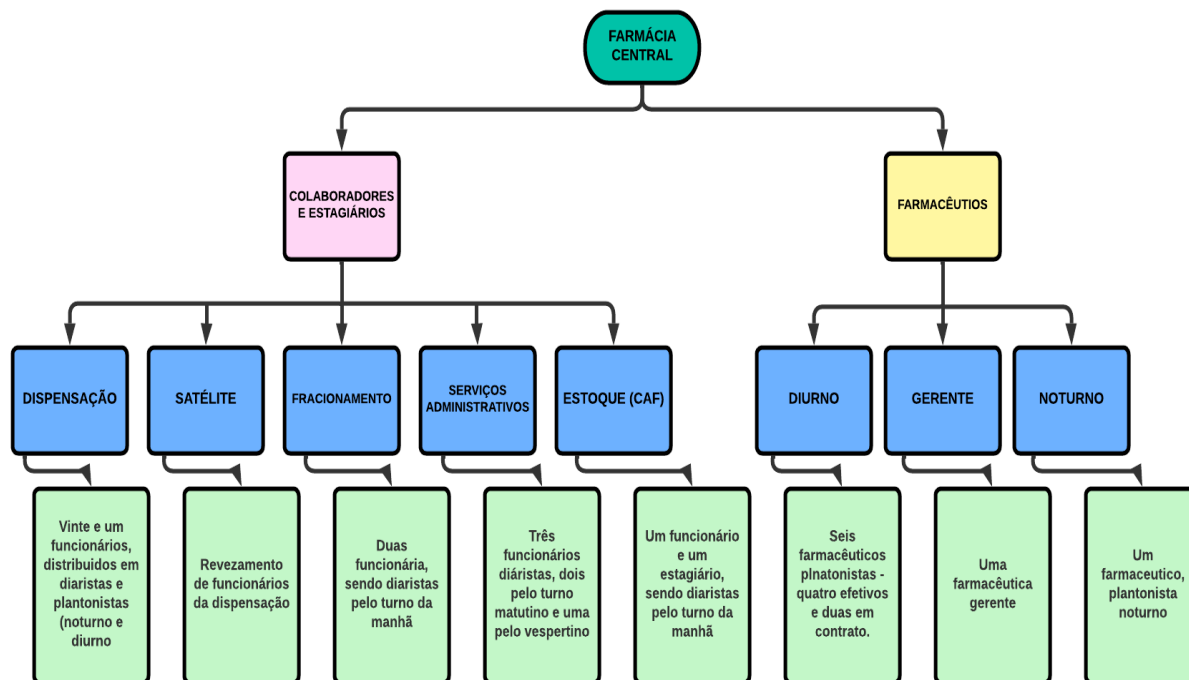 FARMÁCIA
CENTRAL
COLABORADORES
E ESTAGIÁRIOS
FARMACÊUTIOS
DISPENSAÇÃO
SATÉLITE
FRACIONAMENTO
SERVIÇOS
ADMINISTRATIVOS
ESTOQUE (CAF)
DIURNO
GERENTE
NOTURNO
Vinte e um
funcionários,
distribuidos em
diaristas e
plantonistas
(noturno e
diurno
Revezamento
de funcionários
da dispensação
Duas
funcionária,
sendo diaristas
pelo turno da
manhã
Três
funcionários
diáristas, dois
pelo turno
matutino e uma
pelo vespertino
Um funcionário
e um
estagiário,
sendo diaristas
pelo turno da
manhã
Seis
farmacêuticos
plnatonistas -
quatro efetivos
e duas em
contrato.
Uma
farmacêutica
gerente
Um
farmaceutico,
plantonista
noturno